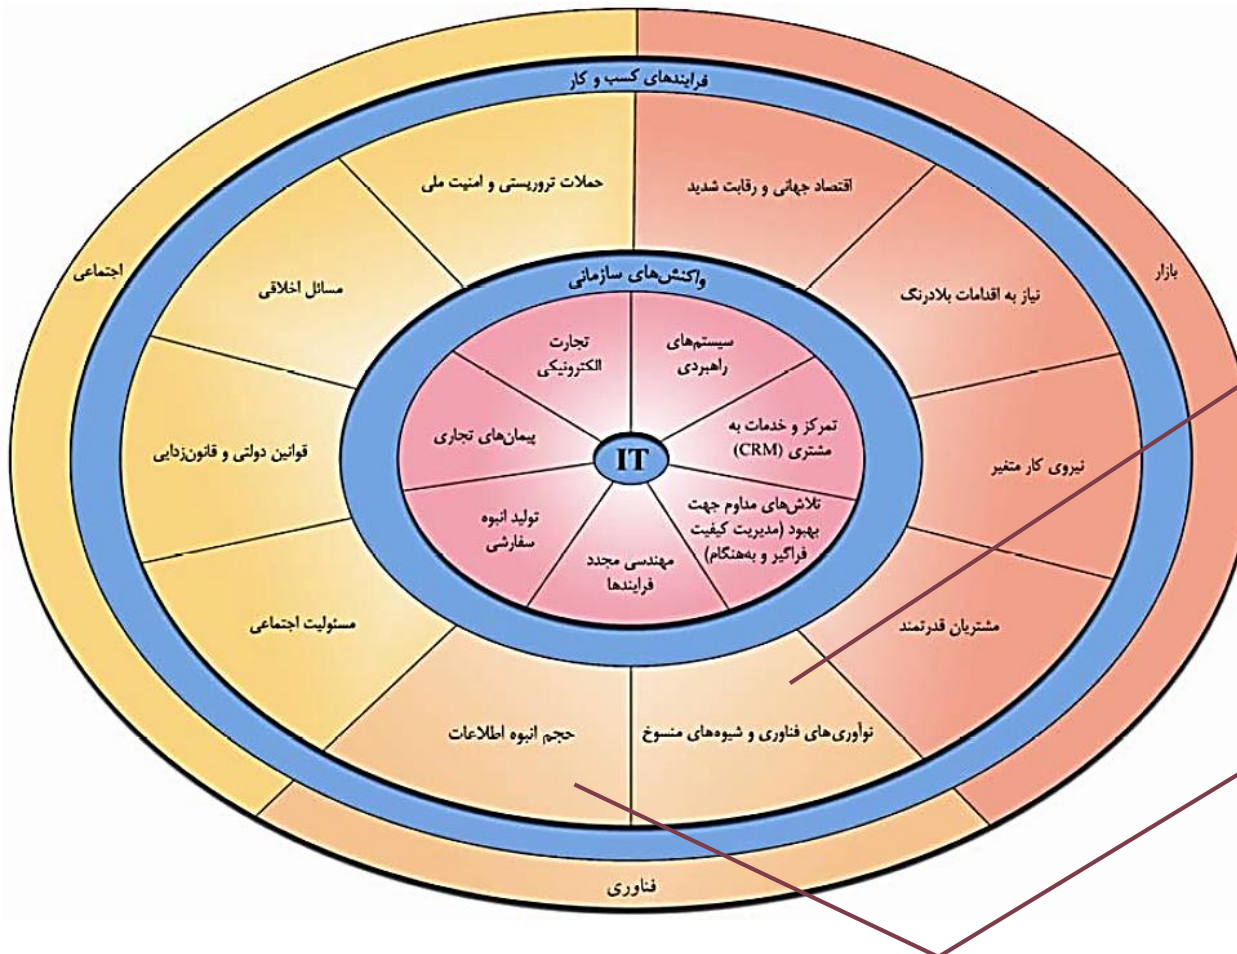 فرایندهای کسب و کار
حملات تروریستی و امنیت ملی
اقتصاد جهانی و رقابت شدید
اجتماعی
بازار
مسائل اخلاقی
نیاز به اقدامات بلادرنگ
واکنش‌های سازمانی
تجارت
الکترونیکی
سیستم‌های
راهبردی
قوانین دولتی و قانون‌زدایی
پیمان‌های تجاری
IT
تمرکز و خدمات به
مشتری (CRM)
نیروی کار متغیر
تولید انبوه
سفارشی
مهندسی مجدد
فرایندها
تلاش‌های مداوم جهت
بهبود (مدیریت کیفیت
فراگیر و به‌هنگام)
مسئولیت اجتماعی
مشتریان قدرتمند
حجم انبوه اطلاعات
نوآوری‌های فناوری و شیوه‌های منسوخ
فناوری